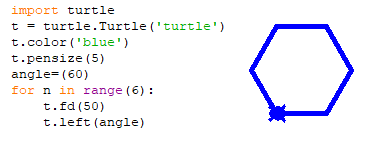 import turtle
t = turtle.Turtle('turtle')
t.color('blue')
t.pensize(5)
angle=(60)
for n in range(6):
    t.fd(50)
    t.left(angle)